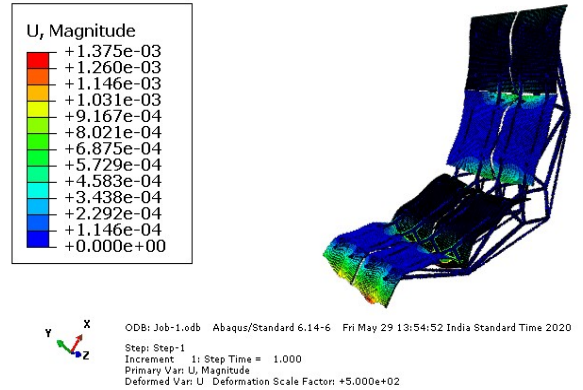 U, Magnitude
+1.375e-03
+1.260e-03
+1.146e-03
+1.031e-03
+9.167e-04
+8.021e-04
+6.875e-04
+5.729e-04
+4.583e-04
+3.438e-04
+2.292e-04
+1.146e-04
+0.000e+00
Y X Z
ODB: Job-1.odb Abaqus/Standard 6.14-6 Fri May 29 13:54:52 India Standard Time 2020
Step: Step-1
Increment 1: Step Time = 1.000
Primary Var: U, Magnitude
Deformed Var: U Deformation Scale Factor: +5.000e+02